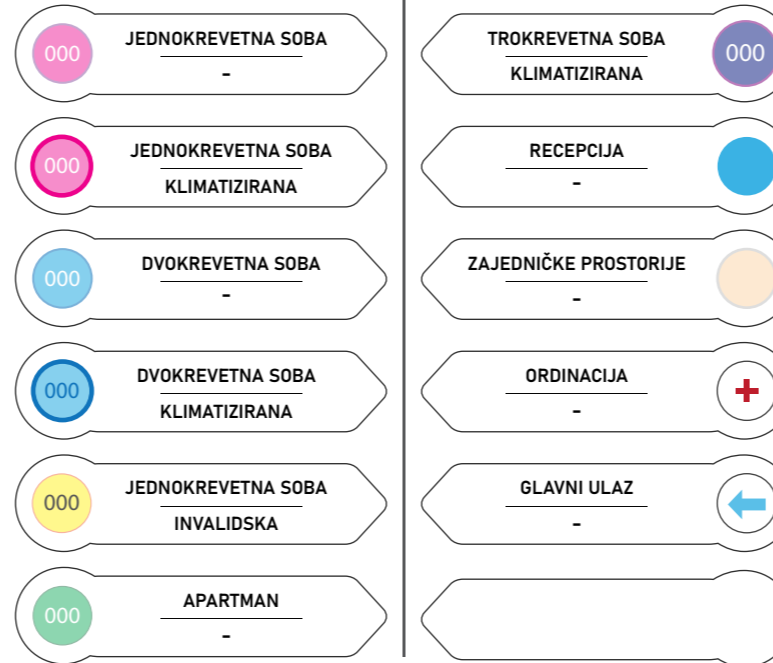 000
JEDNOKREVETNA SOBA
-
000
JEDNOKREVETNA SOBA
KLIMATIZIRANA
000
DVOKREVETNA SOBA
-
000
DVOKREVETNA SOBA
KLIMATIZIRANA
000
JEDNOKREVETNA SOBA
INVALIDSKA
000
APARTMAN
-
TROKREVETNA SOBA
KLIMATIZIRANA
000
RECEPCIJA
-
ZAJEDNIČKE PROSTORIJE
-
ORDINACIJA
-
GLAVNI ULAZ
-